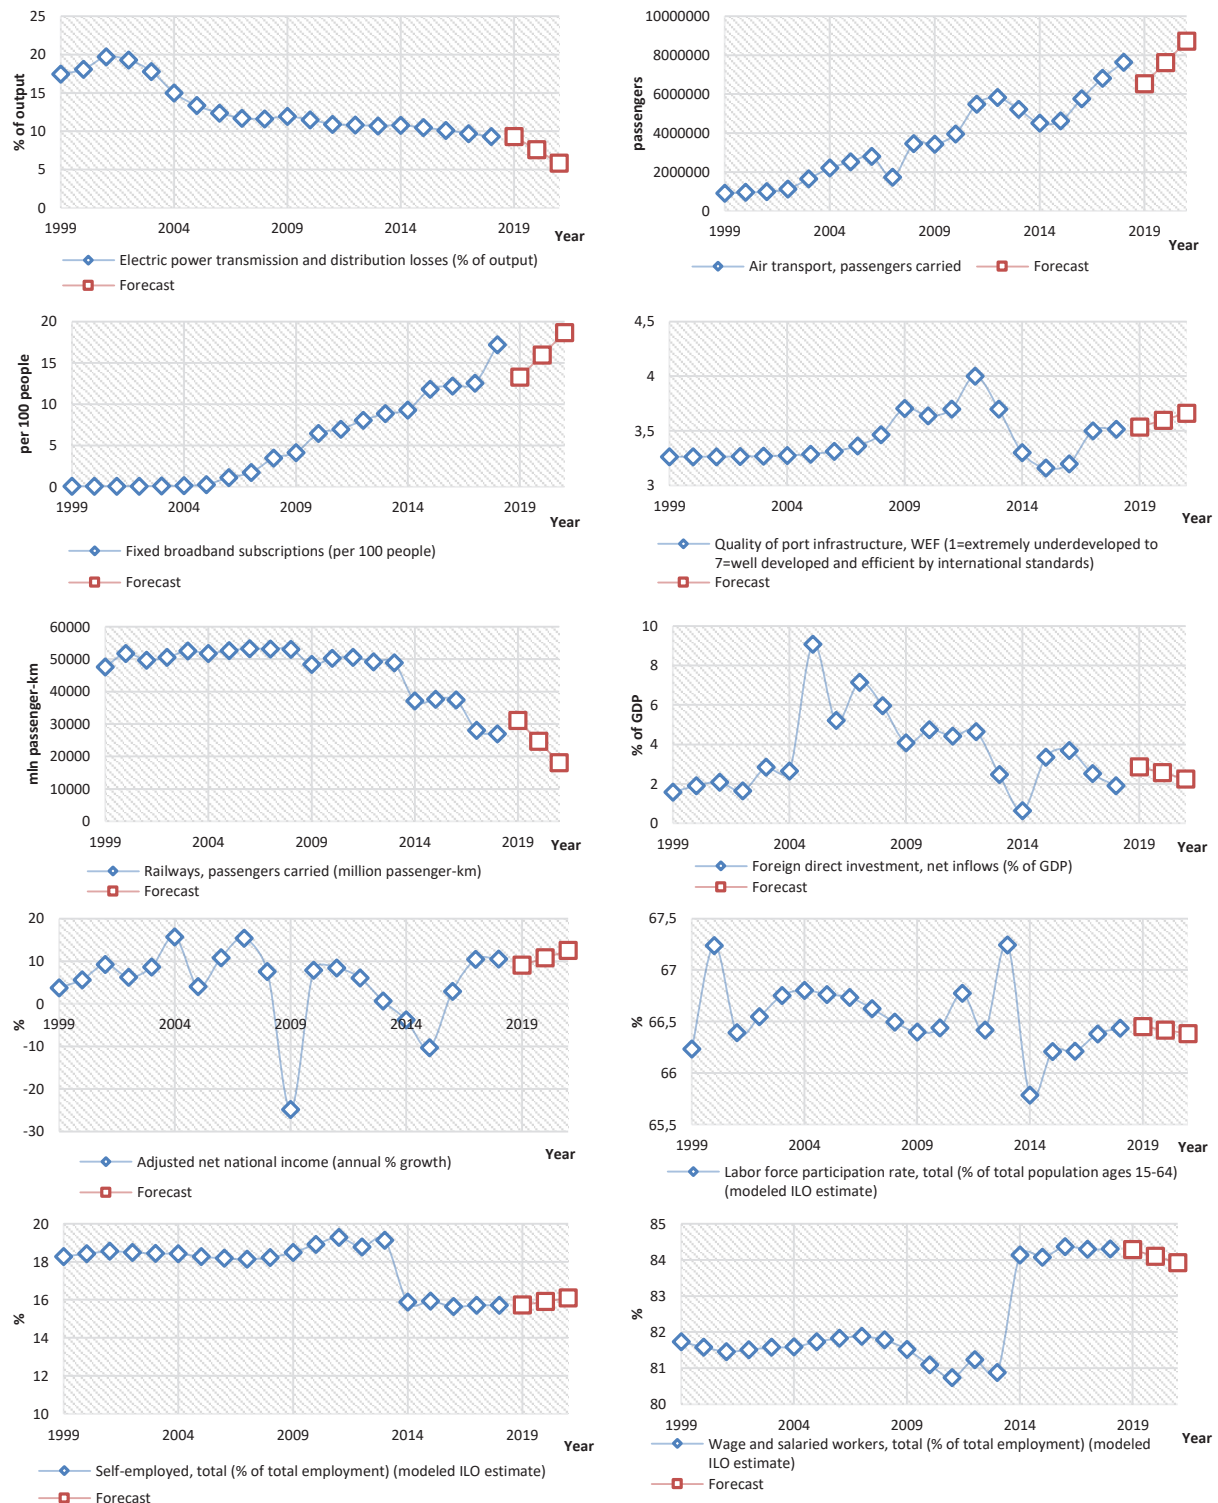 25
20
15
10
5
0
% of output
1999 2004 2009 2014 2019
Year
Electric power transmission and distribution losses (% of output)
Forecast
10000000
8000000
6000000
4000000
2000000
0
passengers
1999 2004 2009 2014 2019
Year
Air transport, passengers carried Forecast
20
15
10
5
0
per 100 people
1999 2004 2009 2014 2019
Year
Fixed broadband subscriptions (per 100 people)
Forecast
4,5
4
3,5
3
1999 2004 2009 2014 2019
Year
Quality of port infrastructure, WEF (1=extremely underdeveloped to
7=well developed and efficient by international standards)
Forecast
60000
50000
40000
30000
20000
10000
0
mln passenger-km
1999 2004 2009 2014 2019
Year
Railways, passengers carried (million passenger-km)
Forecast
10
8
6
4
2
0
% of GDP
1999 2004 2009 2014 2019
Year
Foreign direct investment, net inflows (% of GDP)
Forecast
20
10
0
-10
-20
-30
%
1999 2004 2009 2014 2019
Year
Adjusted net national income (annual % growth)
Forecast
67,5
67
66,5
66
65,5
%
1999 2004 2009 2014 2019
Year
Labor force participation rate, total (% of total population ages 15-64)
(modeled ILO estimate)
20
18
16
14
12
10
%
1999 2004 2009 2014 2019
Year
Self-employed, total (% of total employment) (modeled ILO estimate)
Forecast
85
84
83
82
81
80
%
1999 2004 2009 2014 2019
Year
Wage and salaried workers, total (% of total employment) (modeled
ILO estimate)
Forecast